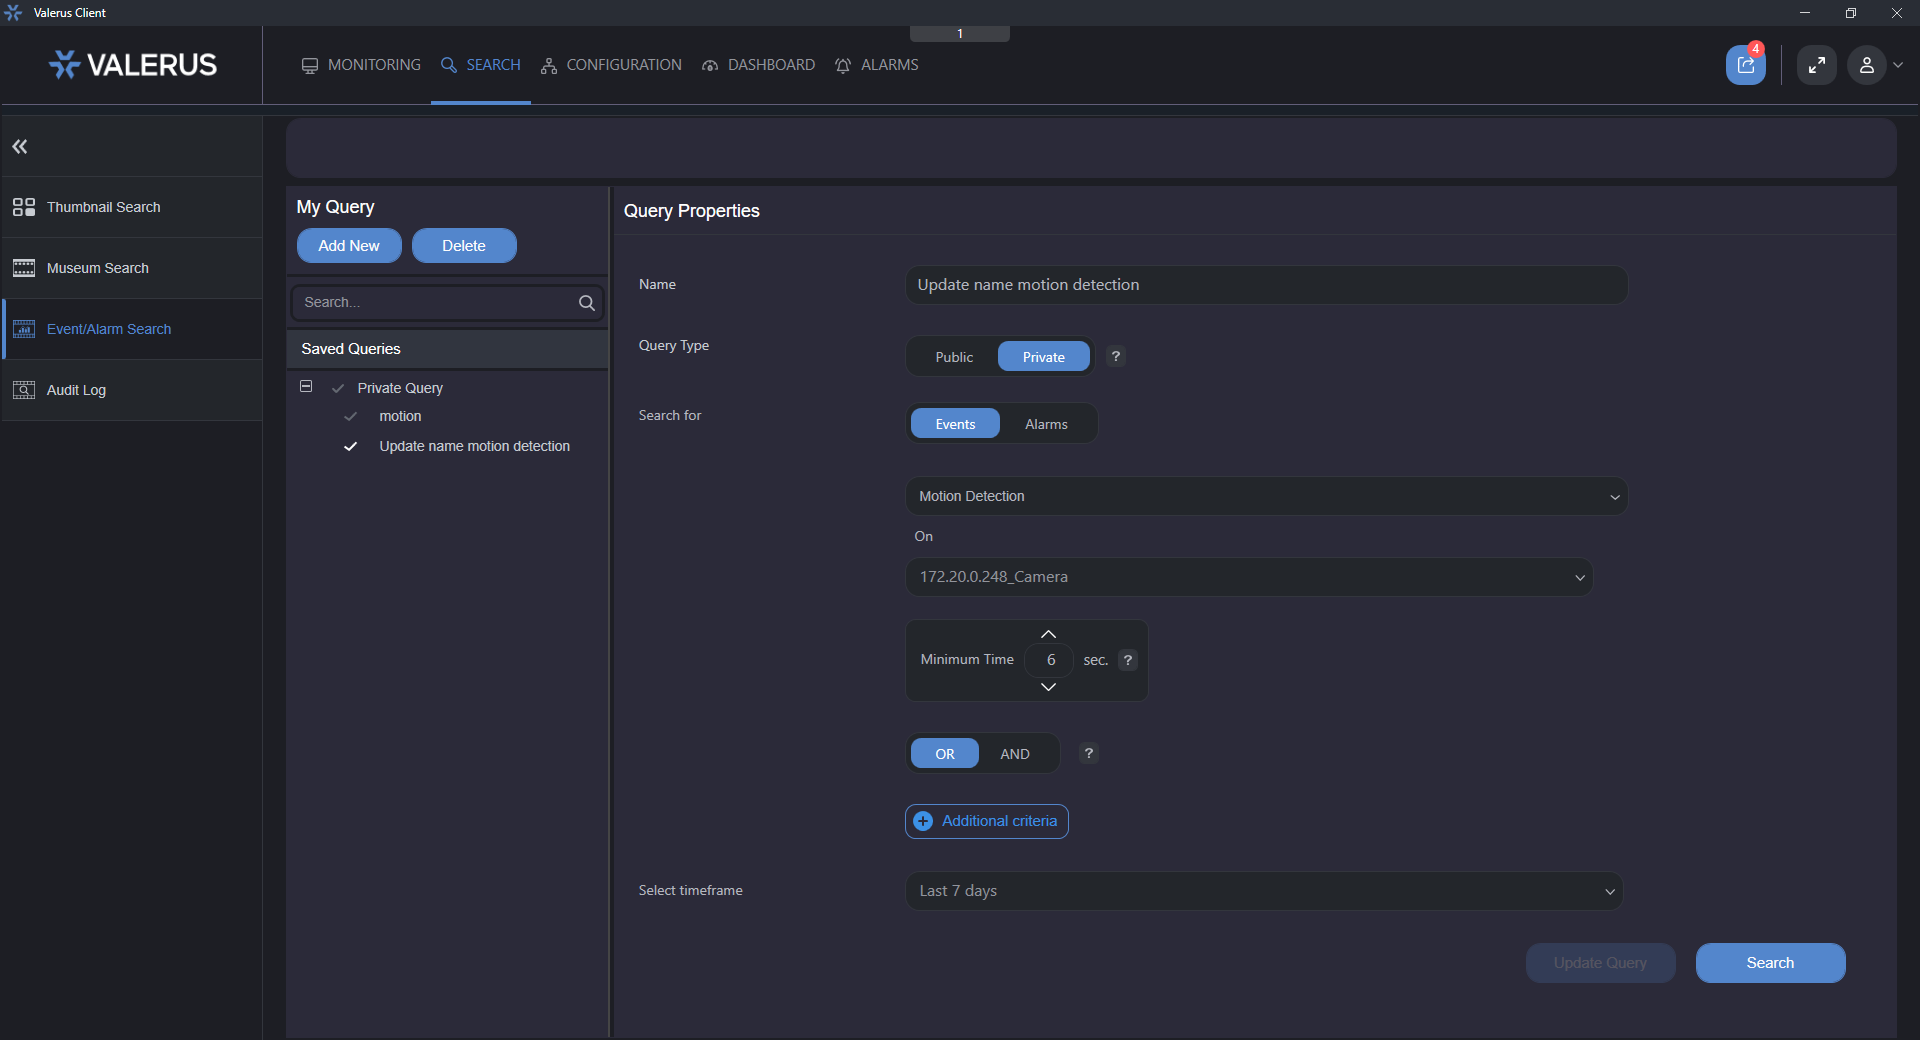 Valerus Client
1
VALERUS
MONITORING
SEARCH
CONFIGURATION
DASHBOARD
ALARMS
4
Thumbnail Search
Museum Search
Event/Alarm Search
Audit Log
My Query
Add New
Delete
Search...
Saved Queries
Private Query
motion
Update name motion detection
Query Properties
Name
Update name motion detection
Query Type
Public
Private
?
Search for
Events
Alarms
Motion Detection
On
172.20.0.248_Camera
Minimum Time
6
sec.
?
OR
AND
?
Additional criteria
Select timeframe
Last 7 days
Update Query
Search